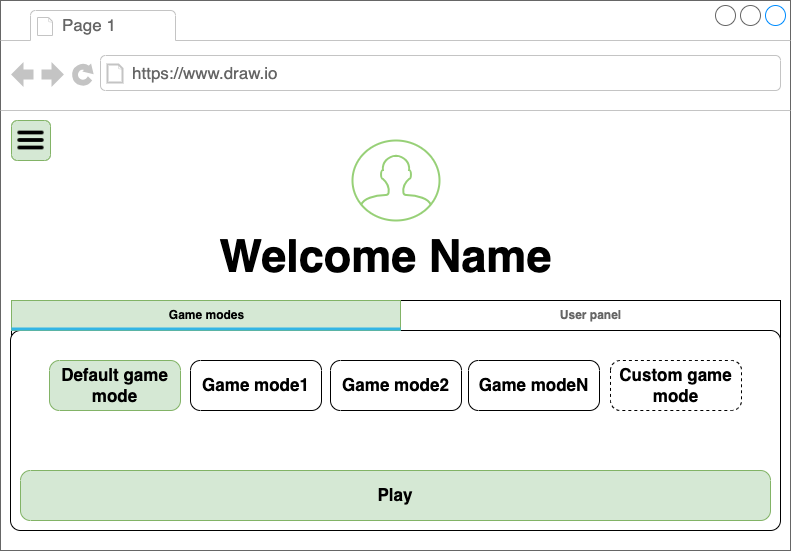 Page 1
https://www.draw.io
Welcome Name
Game modes
User panel
Default game
mode
Game mode1
Game mode2
Game modeN
Custom game
mode
Play